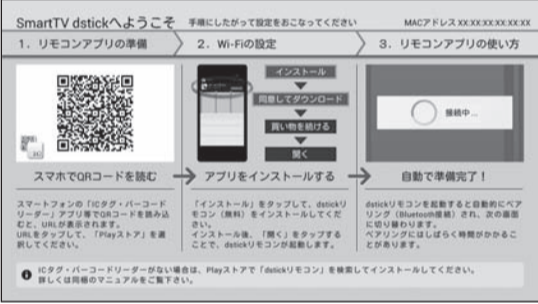 SmartTV dstickへようこそ 手順にしたがって設定をおこなってください MACアドレス XX:XX:XX:XX:XX:XX
1. リモコンアプリの準備
2. Wi-Fiの設定
3. リモコンアプリの使い方
スマホでQRコードを読む
スマートフォンの「ICタグ・バーコード
リーダー」アプリ等でQRコードを読み込
むと、URLが表示されます。
URLをタップして、「Playストア」を選
択してください。
インストール
同意してダウンロード
買い物を続ける
開く
アプリをインストールする
「インストール」をタップして、dstickリ
モコン（無料）をインストールしてくだ
さい。
インストール後、「開く」をタップする
ことで、dstickリモコンが起動します。
接続中...
自動で準備完了！
dstickリモコンを起動すると自動的にペア
リング（Bluetooth接続）され、次の画面
に切り替わります。
ペアリングにはしばらく時間がかかるこ
とがあります。
ICタグ・バーコードリーダーがない場合は、Playストアで「dstickリモコン」を検索してインストールしてください。
詳しくは同梱のマニュアルをご覧下さい。